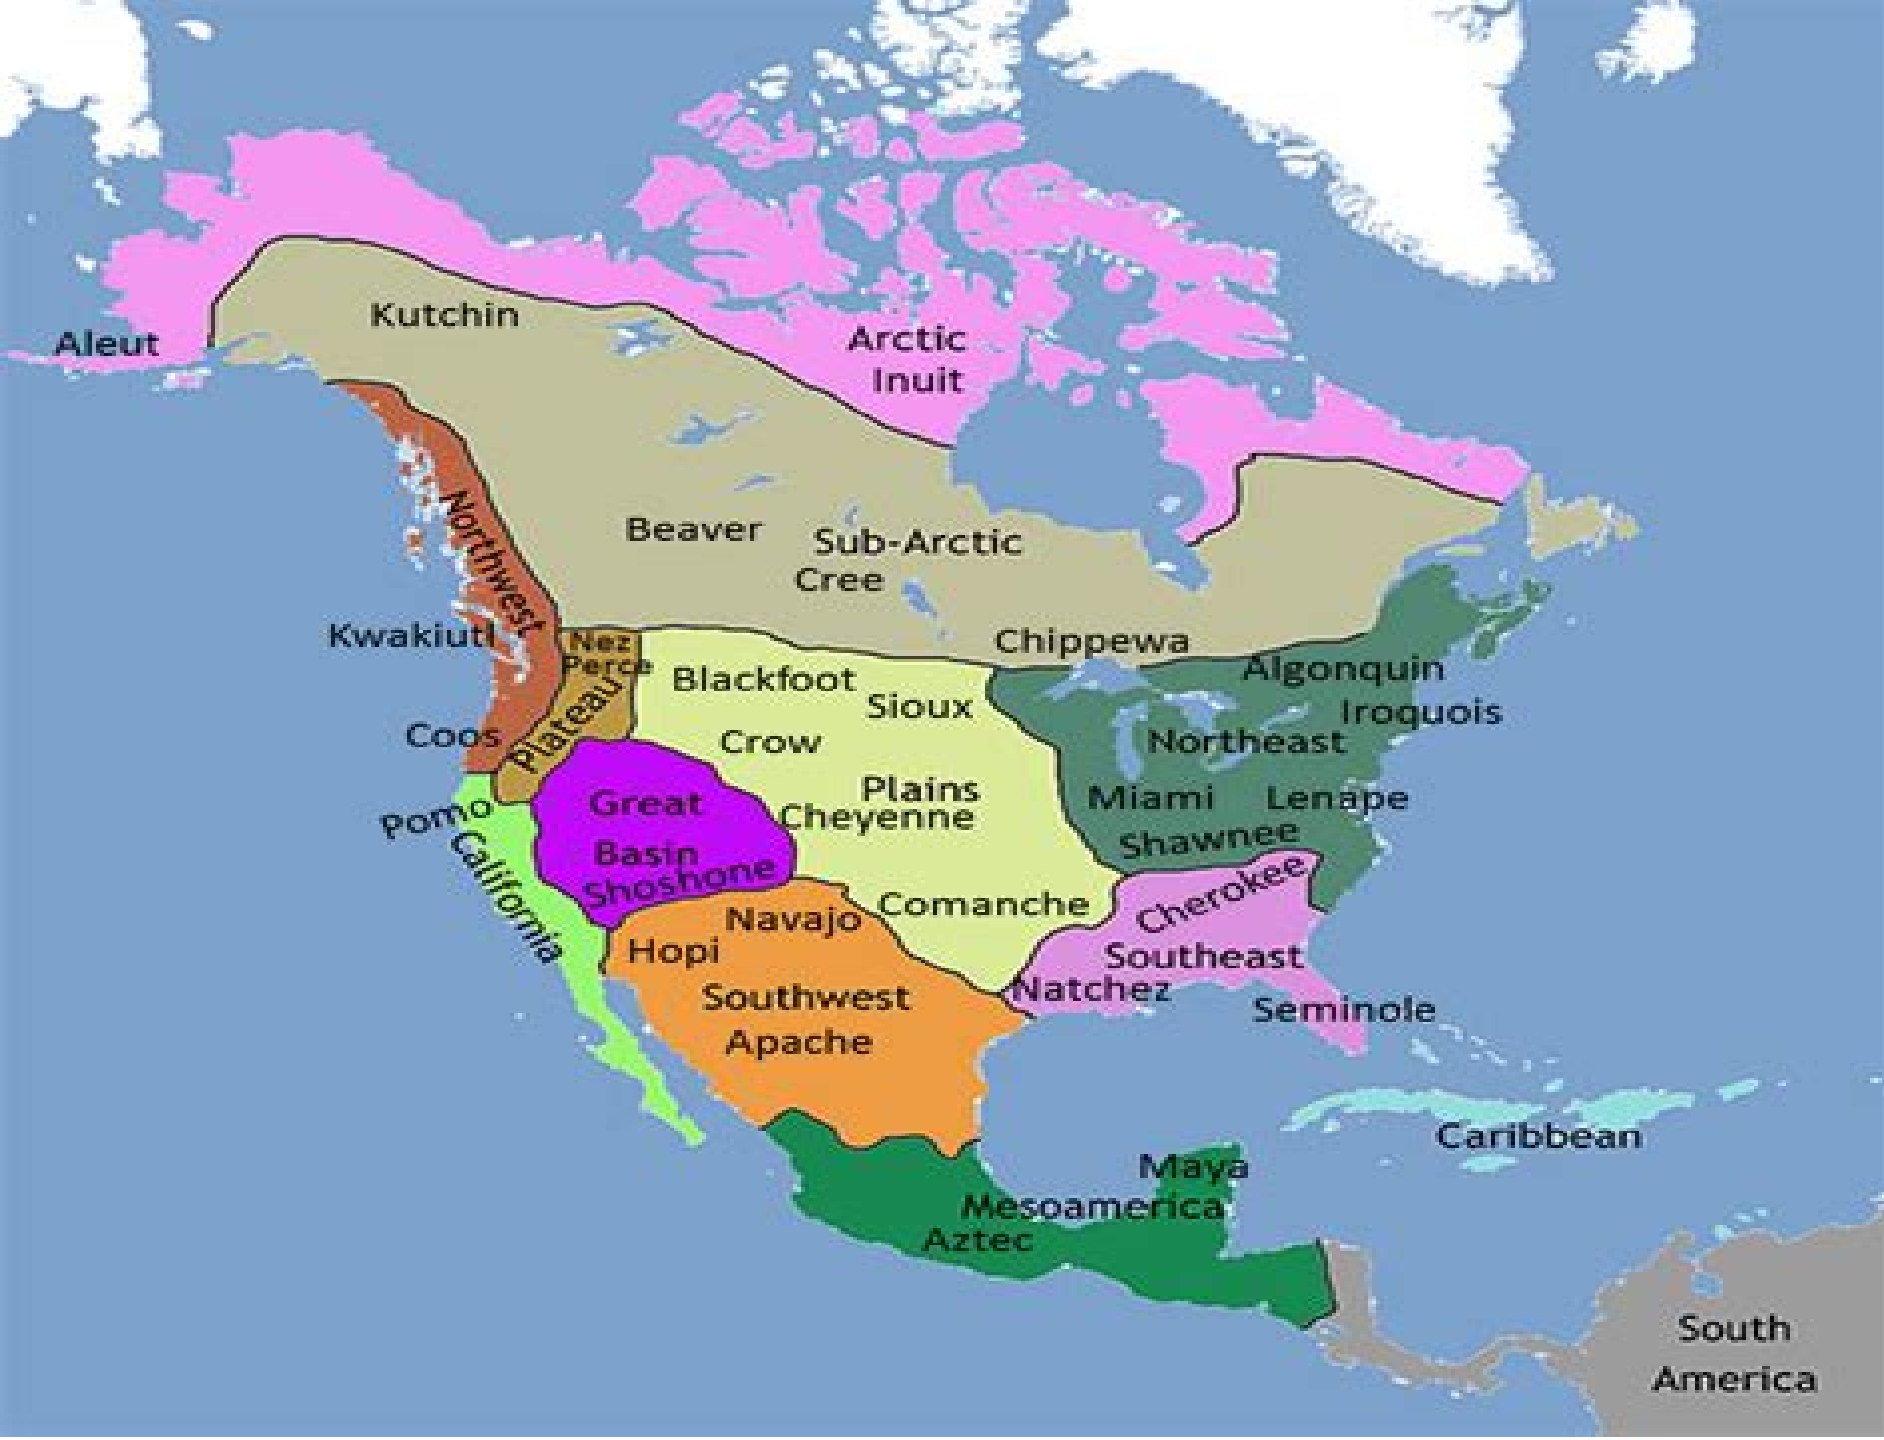 Kutchin
Aleut
Arctic
Inuit
Northwest
Beaver
Sub-Arctic
Cree
Kwakiutl
Nez
Perce
Plateau
Chippewa
Algonquin
Blackfoot
Sioux
Iroquois
Coos
Crow
Northeast
Plains
Cheyenne
Miami
Lenape
Shawnee
Great
Basin
Shoshone
Pomo
California
Cherokee
Comanche
Navajo
Hopi
Southeast
Natchez
Southwest
Seminole
Apache
Caribbean
Maya
Mesoamerica
Aztec
South
America